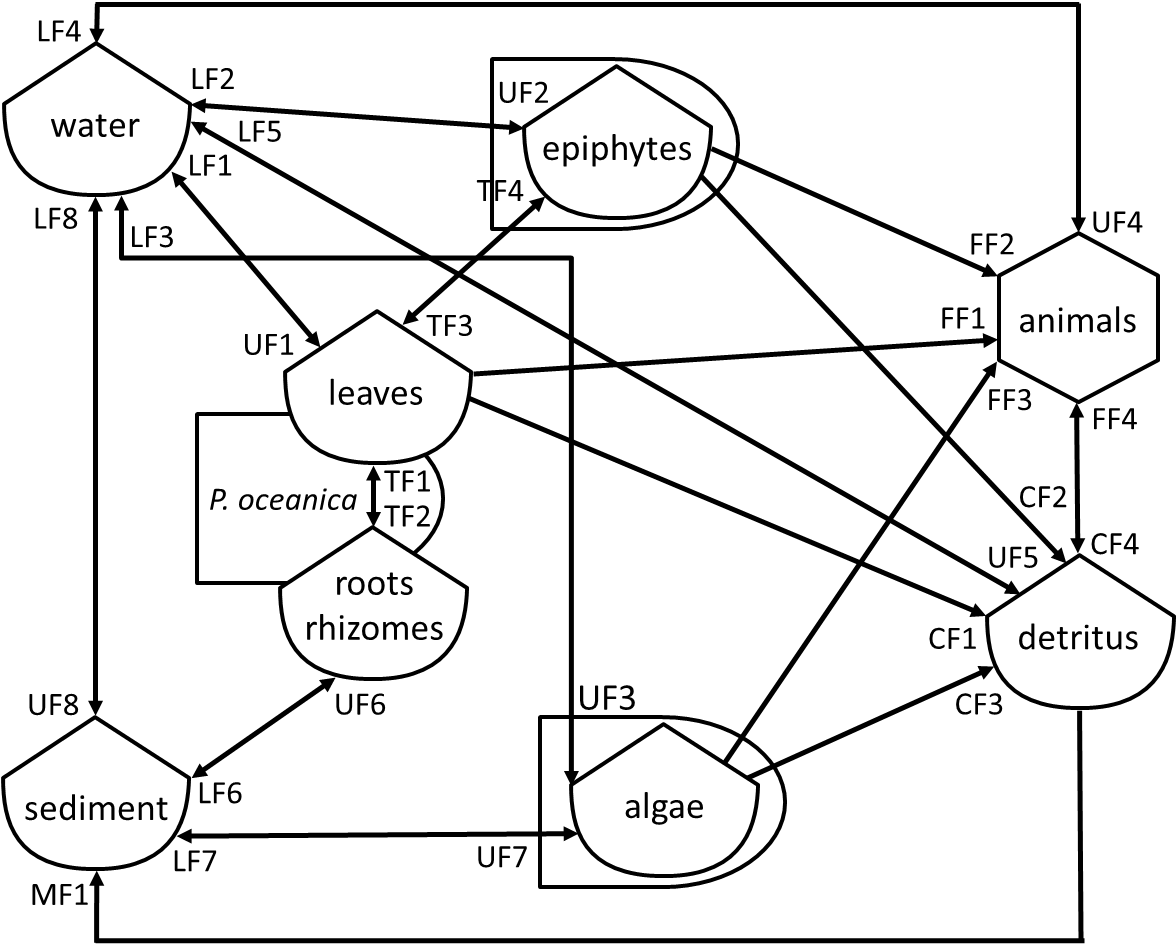 LF4
LF2
UF2
water
LF5
epiphytes
LF1
TF4
LF8
LF3
UF4
FF2
FF1
animals
TF3
UF1
leaves
FF3
FF4
TF1
P. oceanica
TF2
CF2
CF4
UF5
roots
rhizomes
CF1
detritus
UF8
UF6
UF3
CF3
LF6
sediment
algae
LF7
UF7
MF1